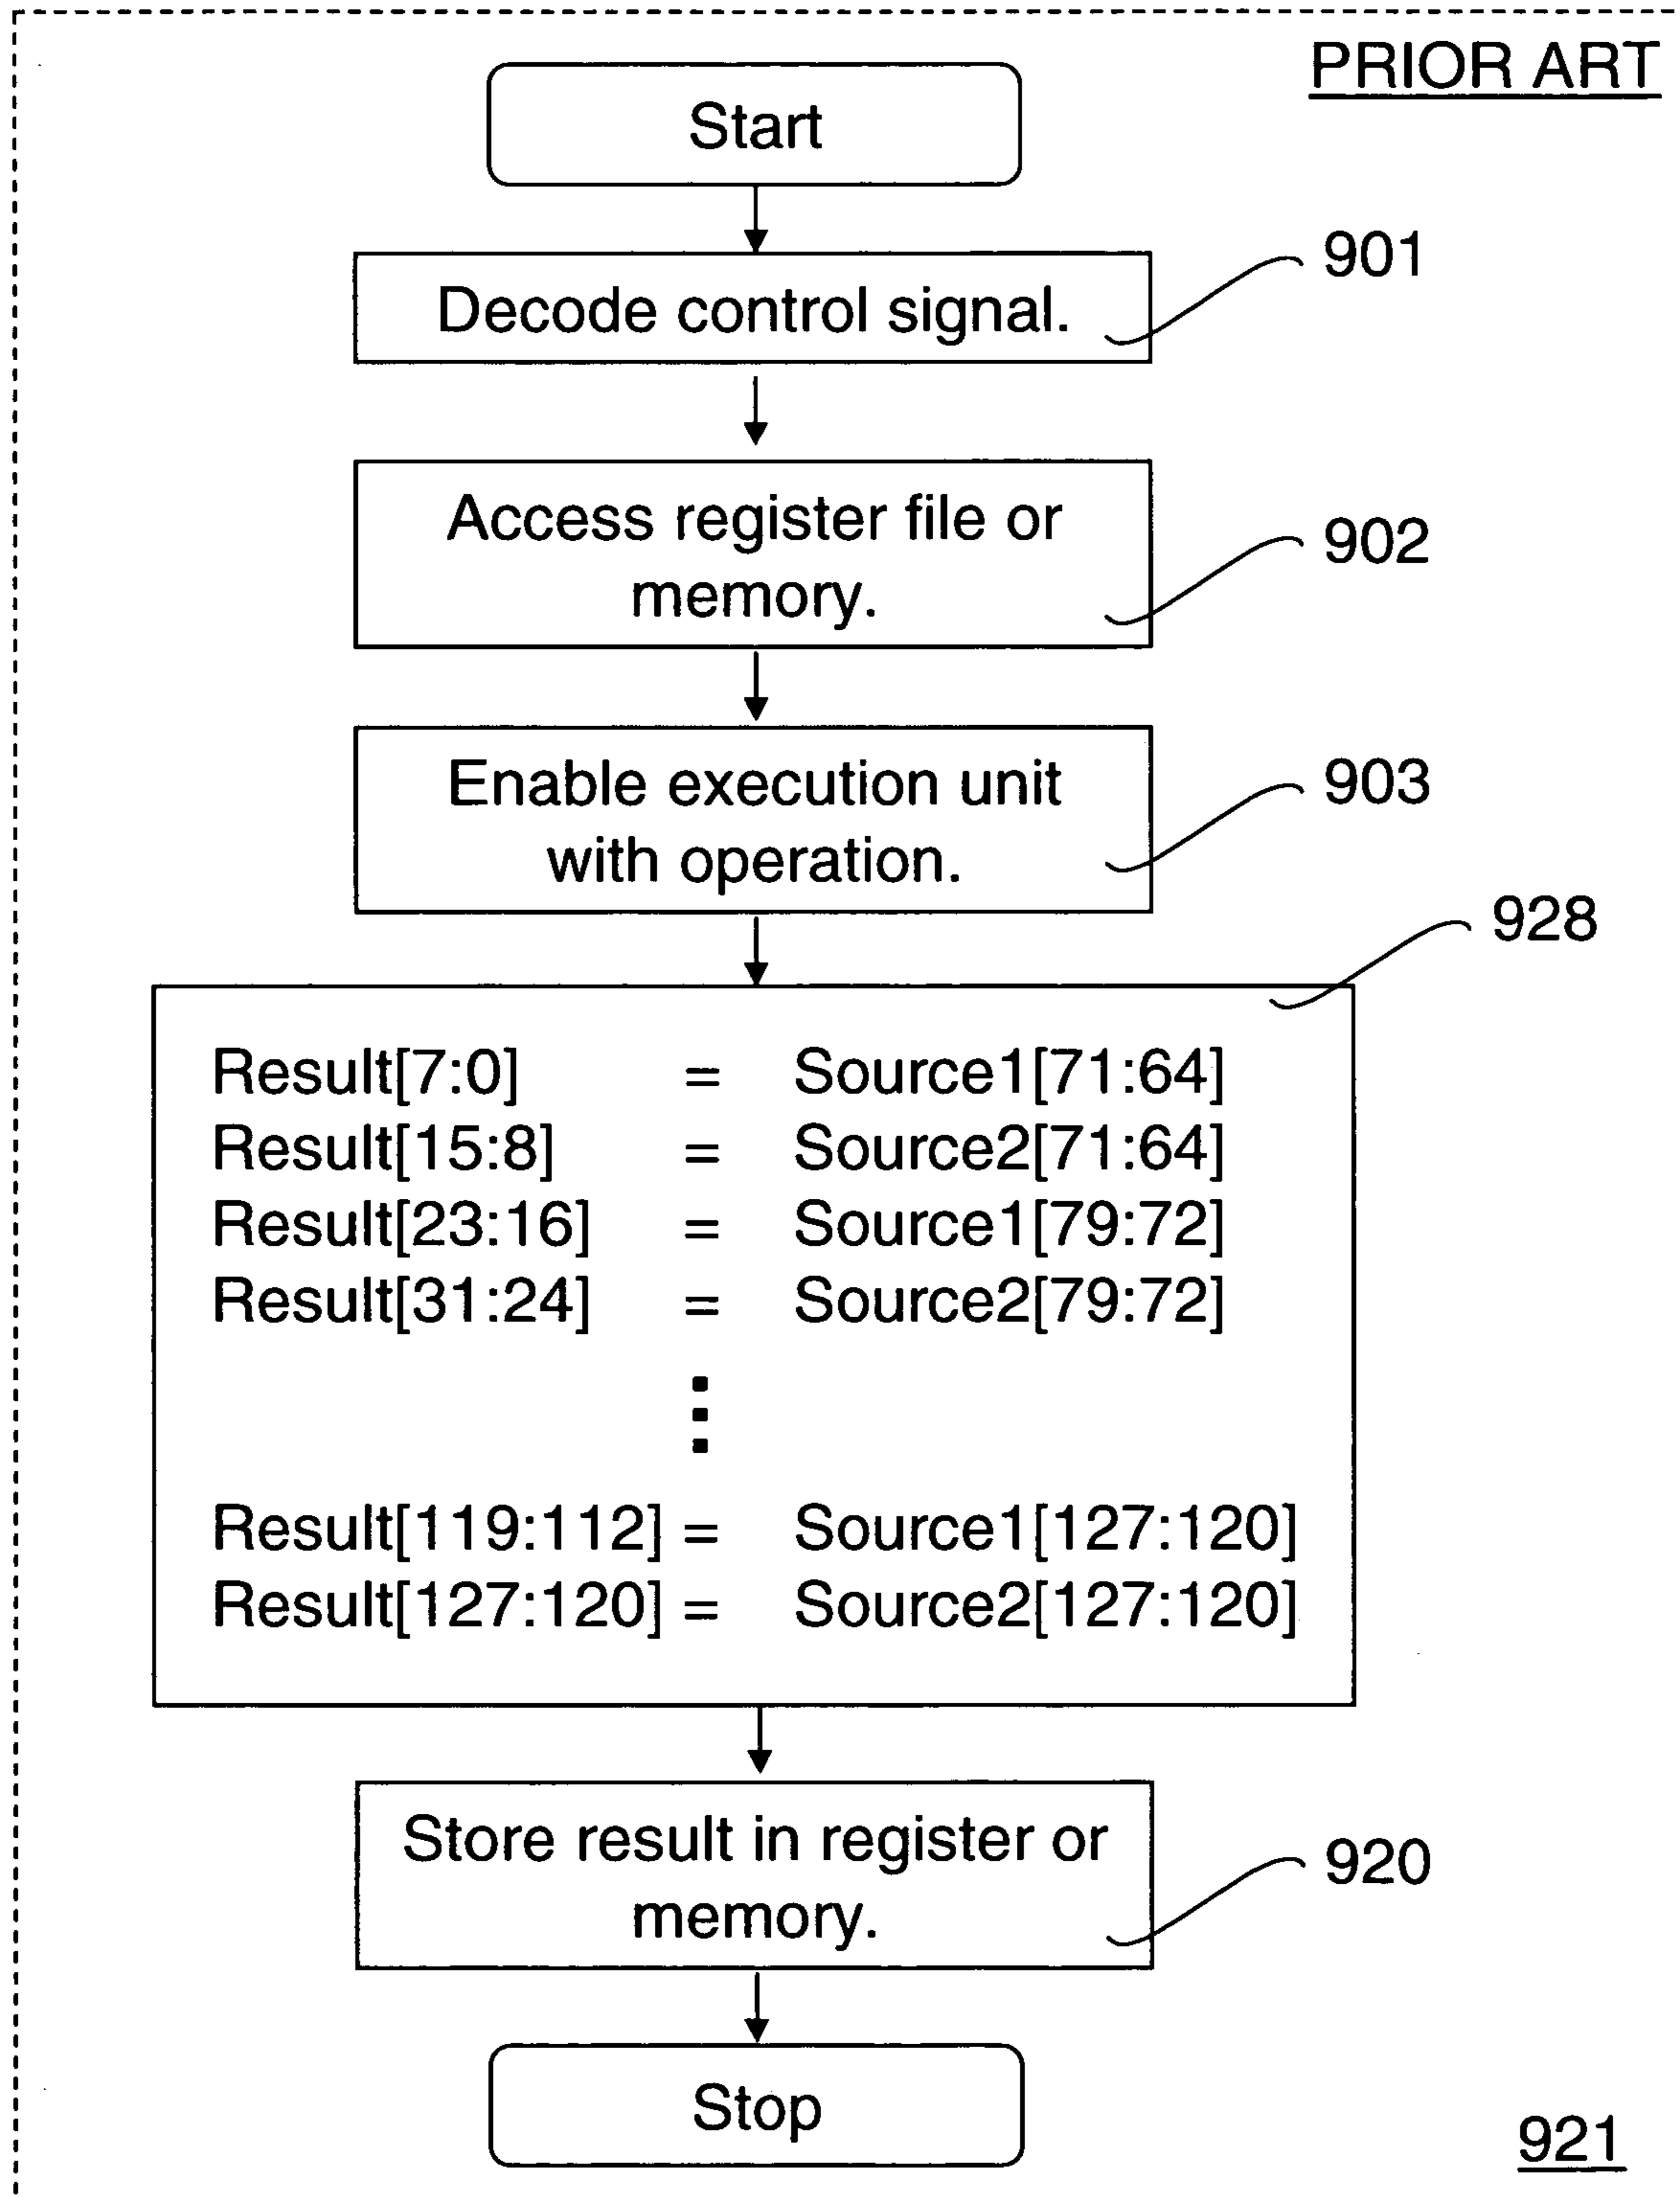 PRIOR ART
Start
Decode control signal.
901
Access register file or
memory.
902
Enable execution unit
with operation.
903
928
Result[7:0] = Source1[71:64]
Result[15:8] = Source2[71:64]
Result[23:16] = Source1[79:72]
Result[31:24] = Source2[79:72]
Result[119:112] = Source1[127:120]
Result[127:120] = Source2[127:120]
Store result in register or
memory.
920
Stop
921